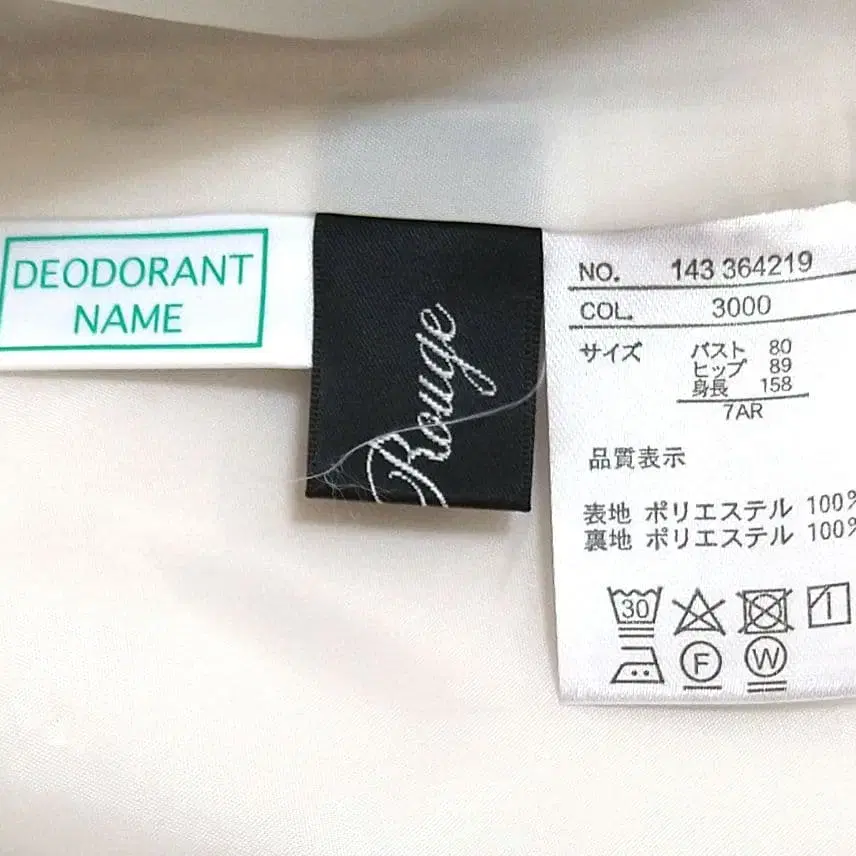 DEODORANT
NAME
Rouge
NO. 143 364219
COL. 3000
サイズ バスト 80
ヒップ 89
身長 158
7AR
品質表示
表地 ポリエステル 100%
裏地 ポリエステル 100%
30
F W